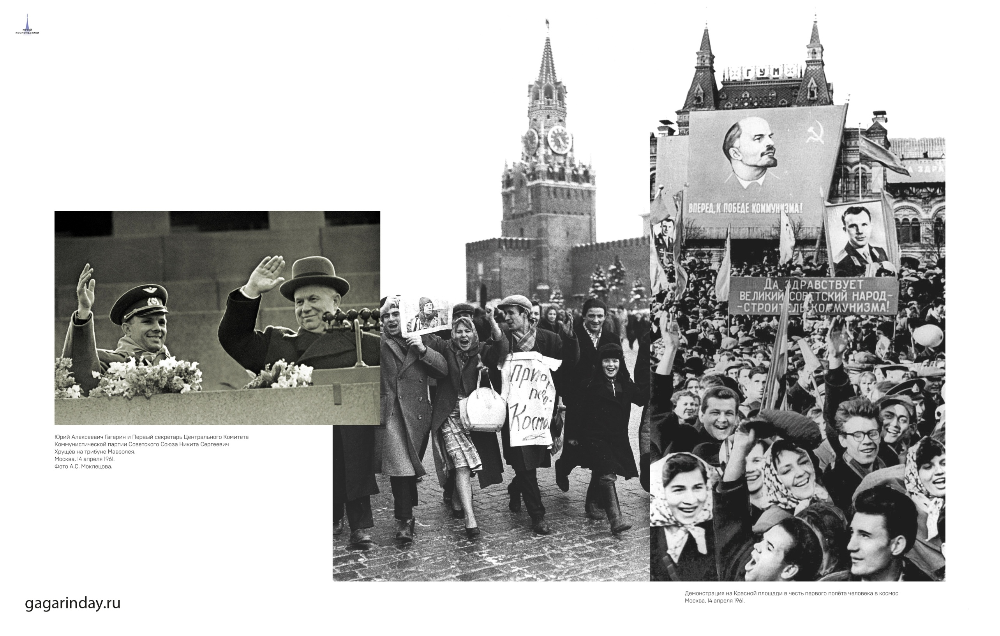 МУЗЕЙ
КОСМОНАВТИКИ
ГУМ
ВПЕРЕД, К ПОБЕДЕ КОММУНИЗМА!
А ЗДРА
ДА ЗДРАВСТВУЕТ
ВЕЛИКИЙ СОВЕТСКИЙ НАРОД-
-СТРОИТЕЛЬ КОММУНИЗМА!
Юрий Алексеевич Гагарин и Первый секретарь Центрального Комитета
Коммунистической партии Советского Союза Никита Сергеевич
Хрущёв на трибуне Мавзолея.
Москва, 14 апреля 1961.
Фото А.С. Моклецова.
Демонстрация на Красной площади в честь первого полёта человека в космос
Москва, 14 апреля 1961.
gagarinday.ru